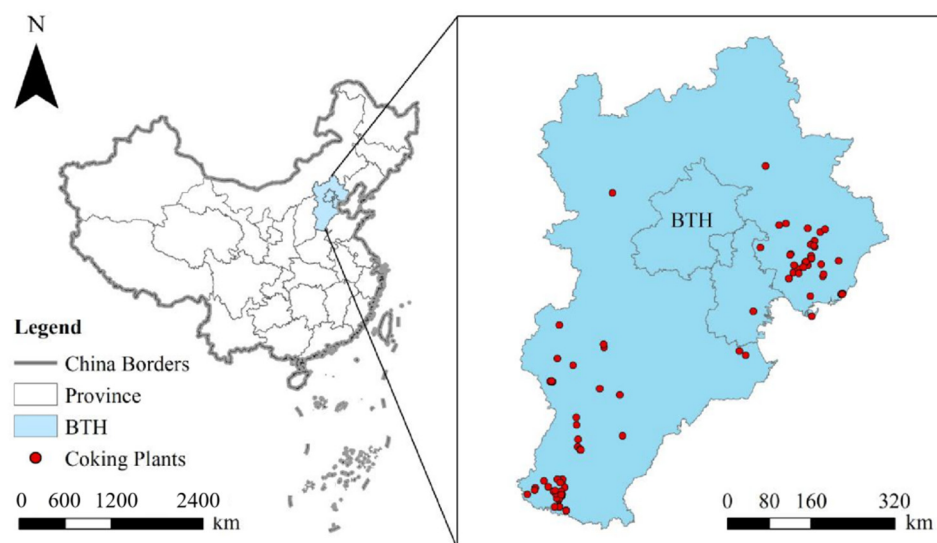 N
BTH
Legend
China Borders
Province
BTH
Coking Plants
0 600 1200 2400
km
0 80 160 320
km